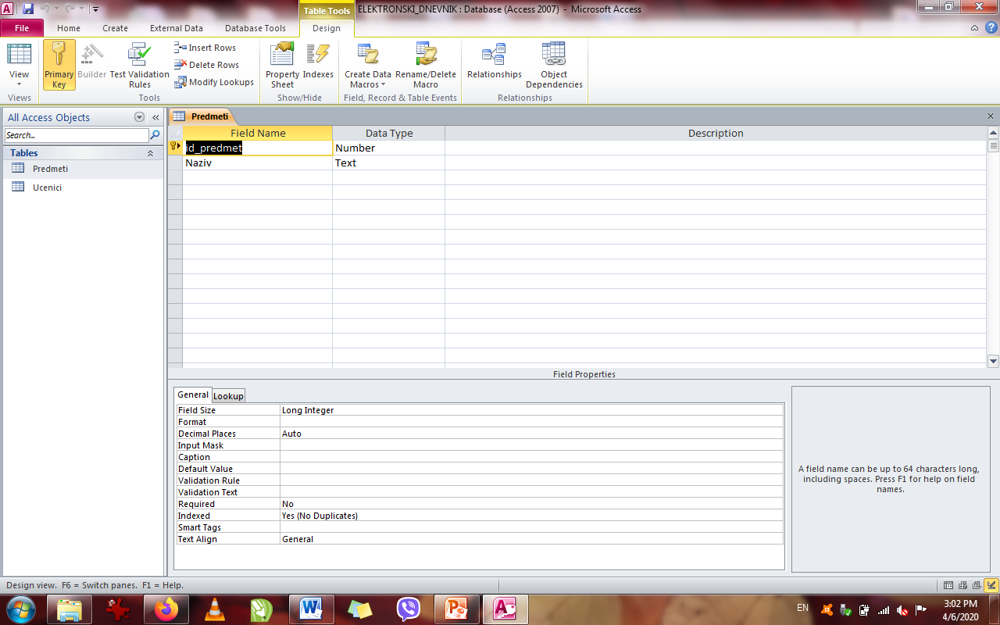 Table Tools ELEKTRONSKI_DNEVNIK : Database (Access 2007) - Microsoft Access
File Home Create External Data Database Tools Design
View Primary Key Builder Test Validation Rules Insert Rows Delete Rows Modify Lookups Property Sheet Indexes Create Data Macros Rename/Delete Macro Relationships Object Dependencies
Views Tools Show/Hide Field, Record & Table Events Relationships
All Access Objects
Search...
Tables
Predmeti
Ucenici
Predmeti
Field Name Data Type Description
id_predmet Number
Naziv Text
Field Properties
General Lookup
Field Size Long Integer
Format
Decimal Places Auto
Input Mask
Caption
Default Value
Validation Rule
Validation Text
Required No
Indexed Yes (No Duplicates)
Smart Tags
Text Align General
A field name can be up to 64 characters long,
including spaces. Press F1 for help on field
names.
Design view. F6 = Switch panes. F1 = Help.
EN 3:02 PM
4/6/2020